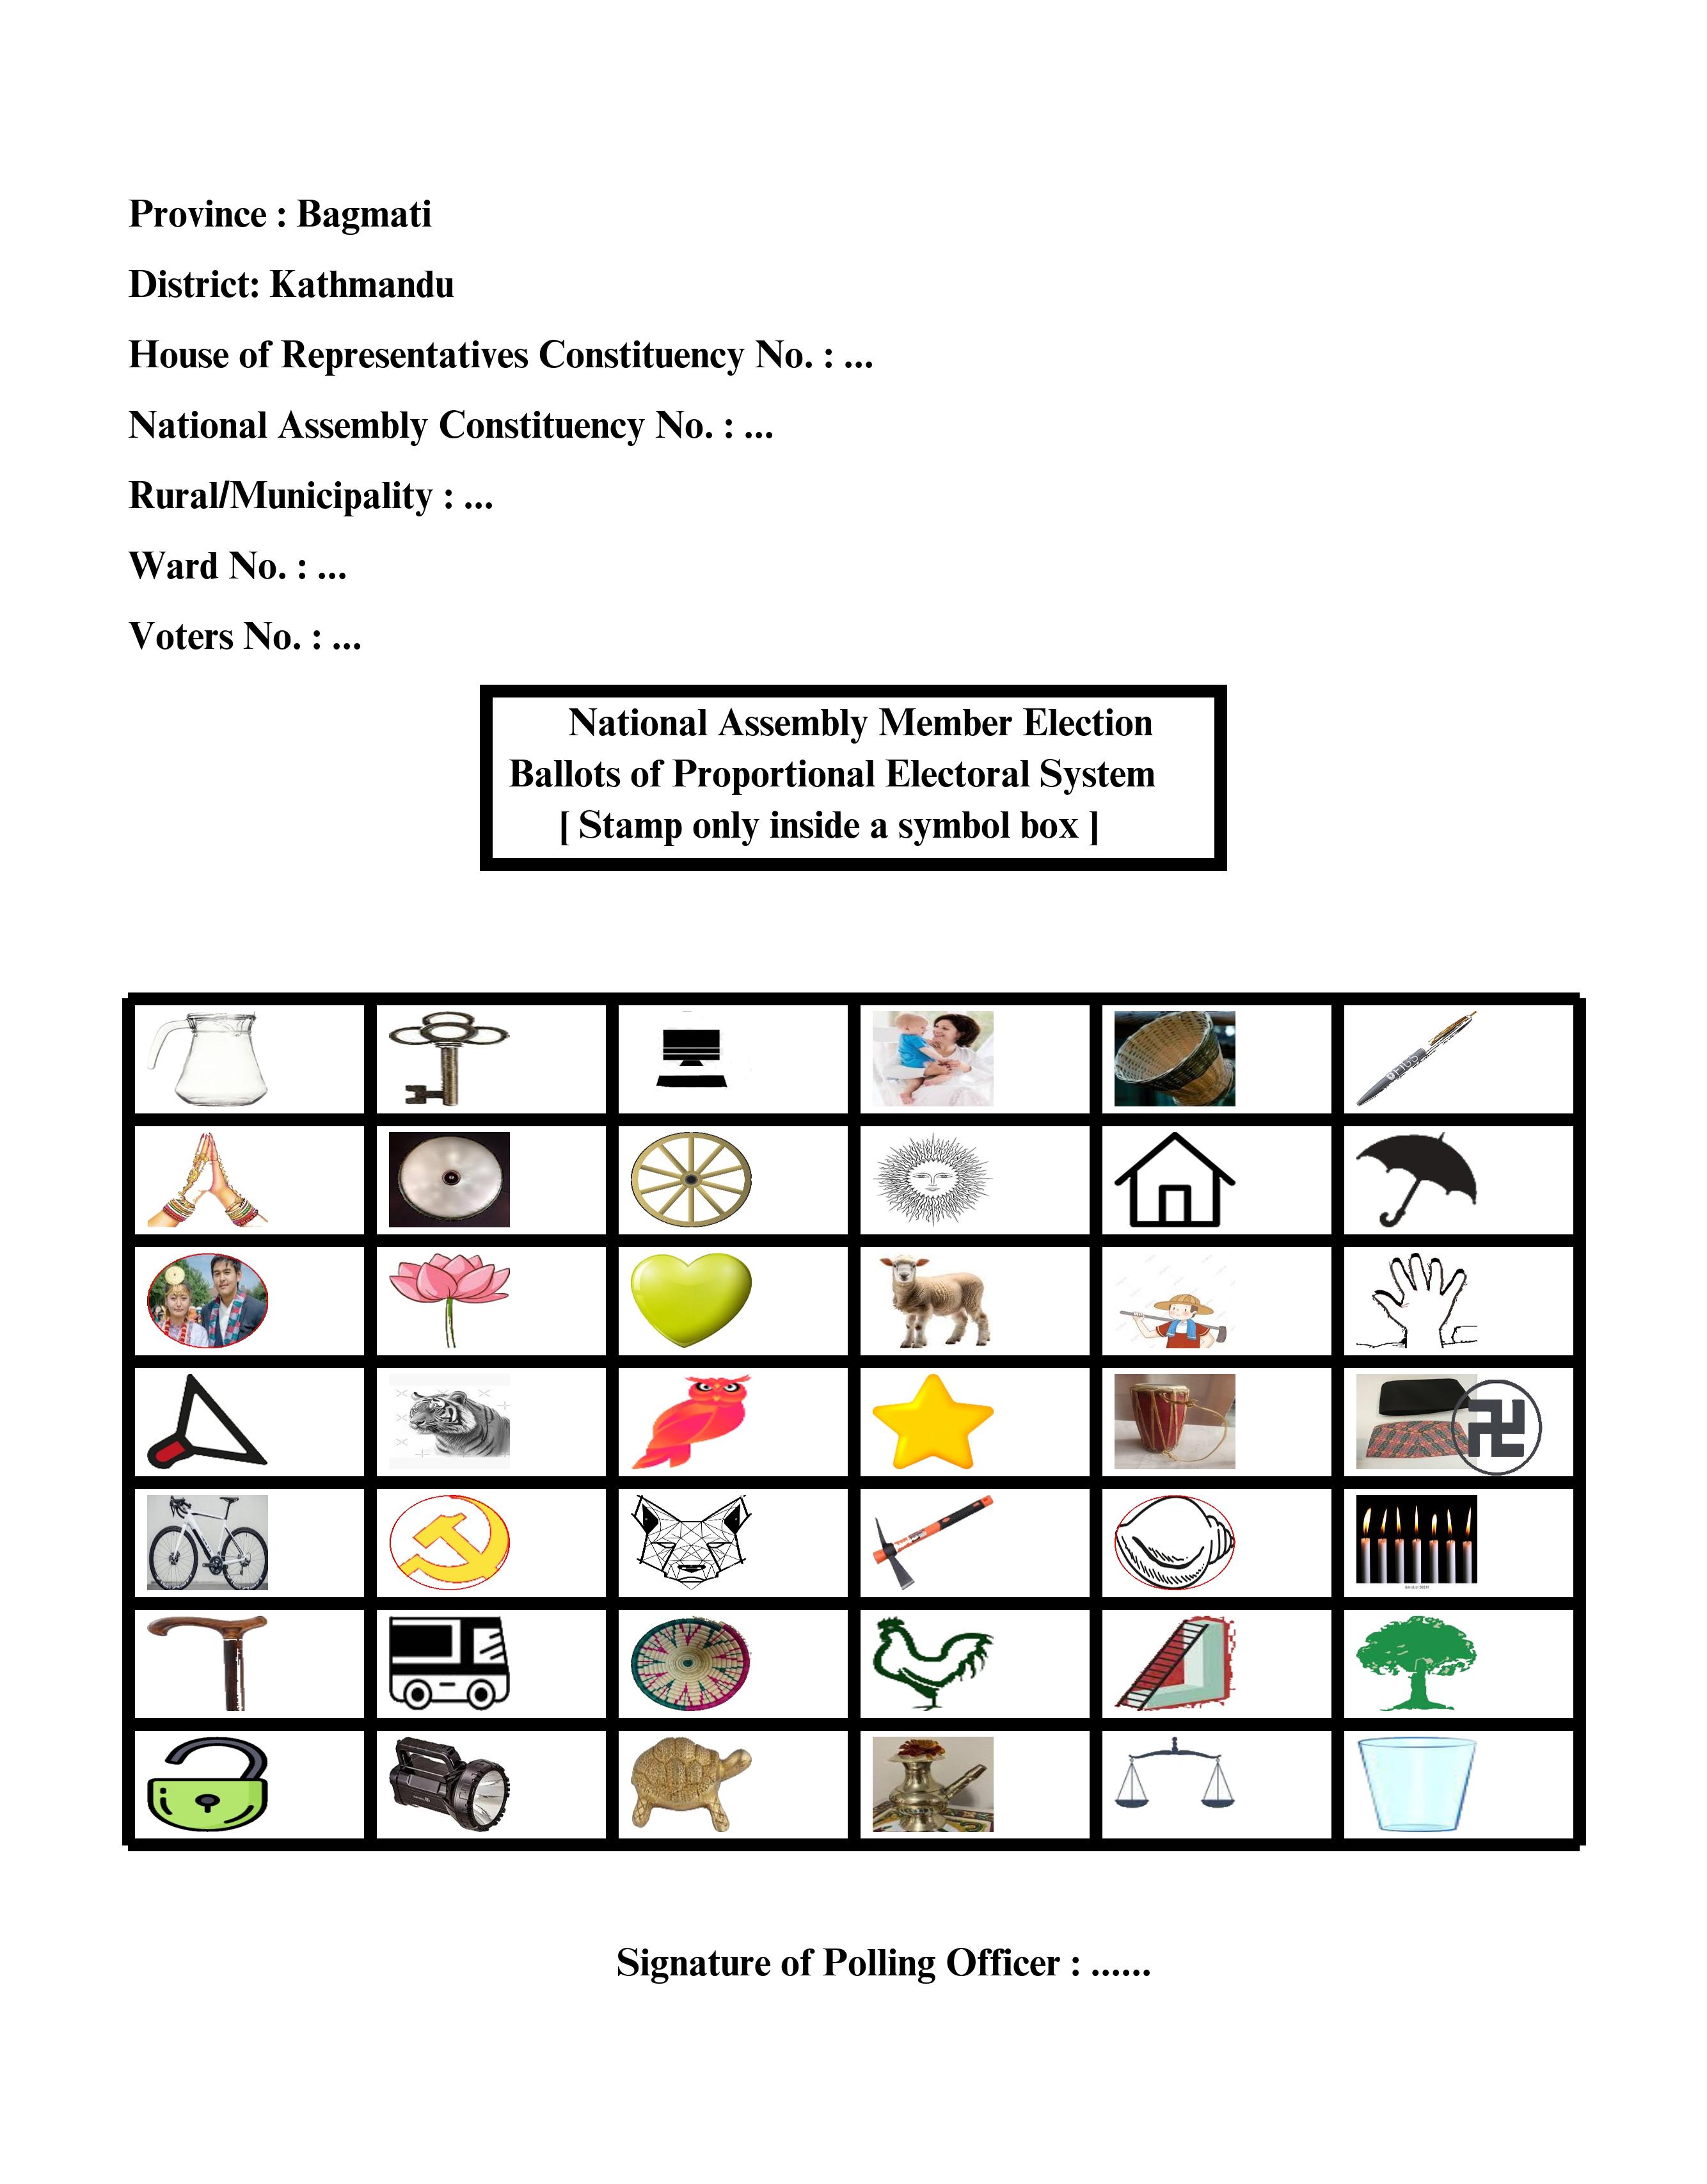 Province : Bagmati
District: Kathmandu
House of Representatives Constituency No. : ...
National Assembly Constituency No. : ...
Rural/Municipality : ...
Ward No. : ...
Voters No. : ...
National Assembly Member Election
Ballots of Proportional Electoral System
[ Stamp only inside a symbol box ]
Signature of Polling Officer : ......